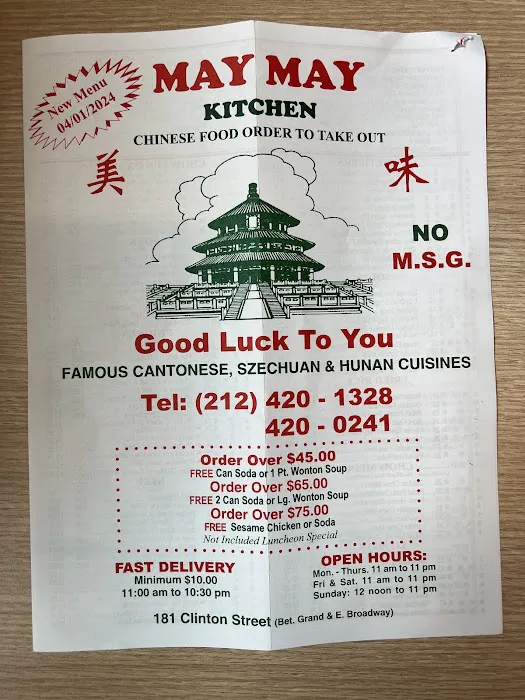 New Menu
04/01/2024
MAY MAY
KITCHEN
CHINESE FOOD ORDER TO TAKE OUT
美 味
NO
M.S.G.
Good Luck To You
FAMOUS CANTONESE, SZECHUAN & HUNAN CUISINES
Tel: (212) 420 - 1328
420 - 0241
Order Over $45.00
FREE Can Soda or 1 Pt. Wonton Soup
Order Over $65.00
FREE 2 Can Soda or Lg. Wonton Soup
Order Over $75.00
FREE Sesame Chicken or Soda
Not Included Luncheon Special
FAST DELIVERY
Minimum $10.00
11:00 am to 10:30 pm
OPEN HOURS:
Mon. - Thurs. 11 am to 11 pm
Fri & Sat. 11 am to 11 pm
Sunday: 12 noon to 11 pm
181 Clinton Street (Bet. Grand & E. Broadway)